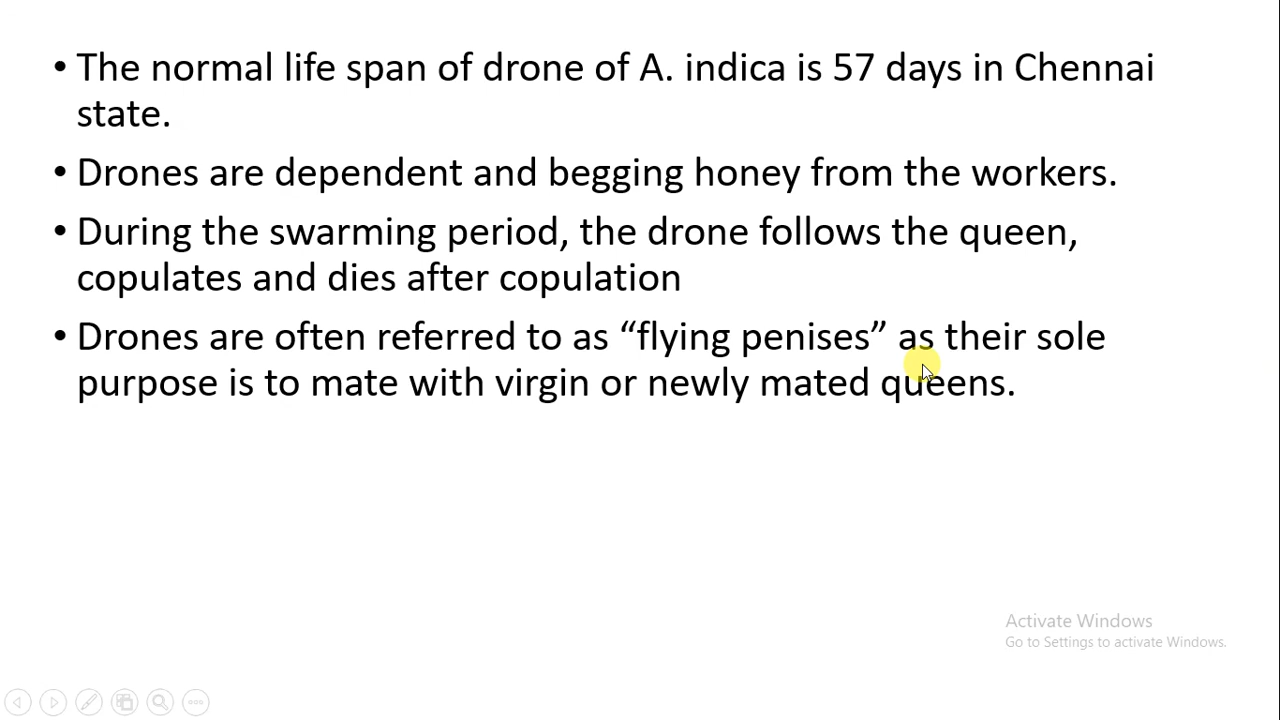 • The normal life span of drone of A. indica is 57 days in Chennai
state.
• Drones are dependent and begging honey from the workers.
• During the swarming period, the drone follows the queen,
copulates and dies after copulation
• Drones are often referred to as “flying penises” as their sole
purpose is to mate with virgin or newly mated queens.
Activate Windows
Go to Settings to activate Windows.